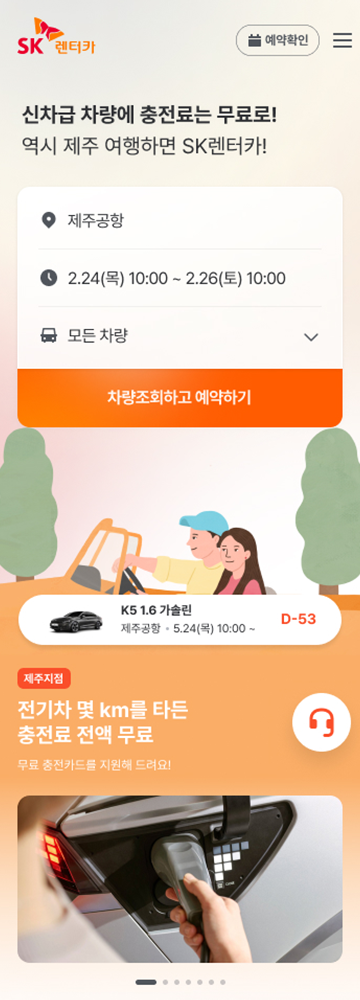 SK 렌터카
예약확인
신차급 차량에 충전료는 무료로!
역시 제주 여행하면 SK렌터카!
제주공항
2.24(목) 10:00 ~ 2.26(토) 10:00
모든 차량
차량조회하고 예약하기
K5 1.6 가솔린
제주공항 • 5.24(목) 10:00 ~
D-53
제주지점
전기차 몇 km를 타든
충전료 전액 무료
무료 충전카드를 지원해 드려요!